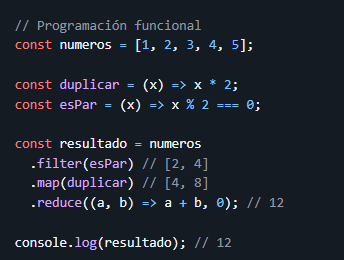 // Programación funcional
const numeros = [1, 2, 3, 4, 5];

const duplicar = (x) => x * 2;
const esPar = (x) => x % 2 === 0;

const resultado = numeros
  .filter(esPar) // [2, 4]
  .map(duplicar) // [4, 8]
  .reduce((a, b) => a + b, 0); // 12

console.log(resultado); // 12